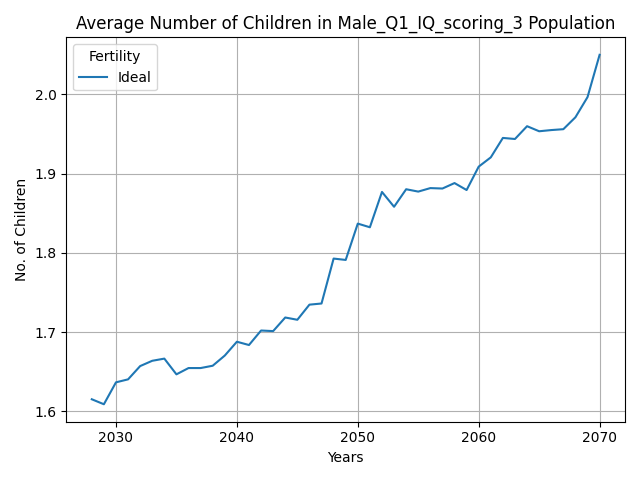 Average Number of Children in Male_Q1_IQ_scoring_3 Population
Fertility
Ideal
No. of Children
2.0
1.9
1.8
1.7
1.6
2030 2040 2050 2060 2070
Years